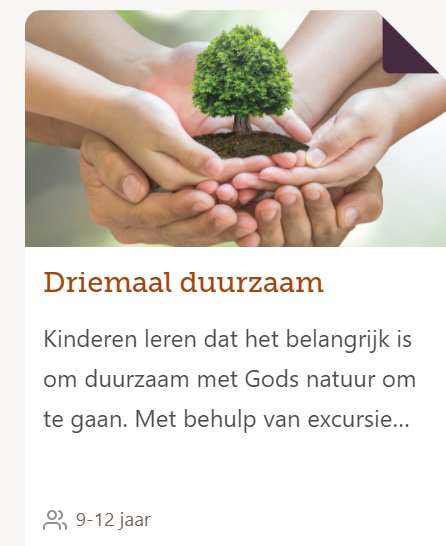 Driemaal duurzaam
Kinderen leren dat het belangrijk is
om duurzaam met Gods natuur om
te gaan. Met behulp van excursie...
9-12 jaar